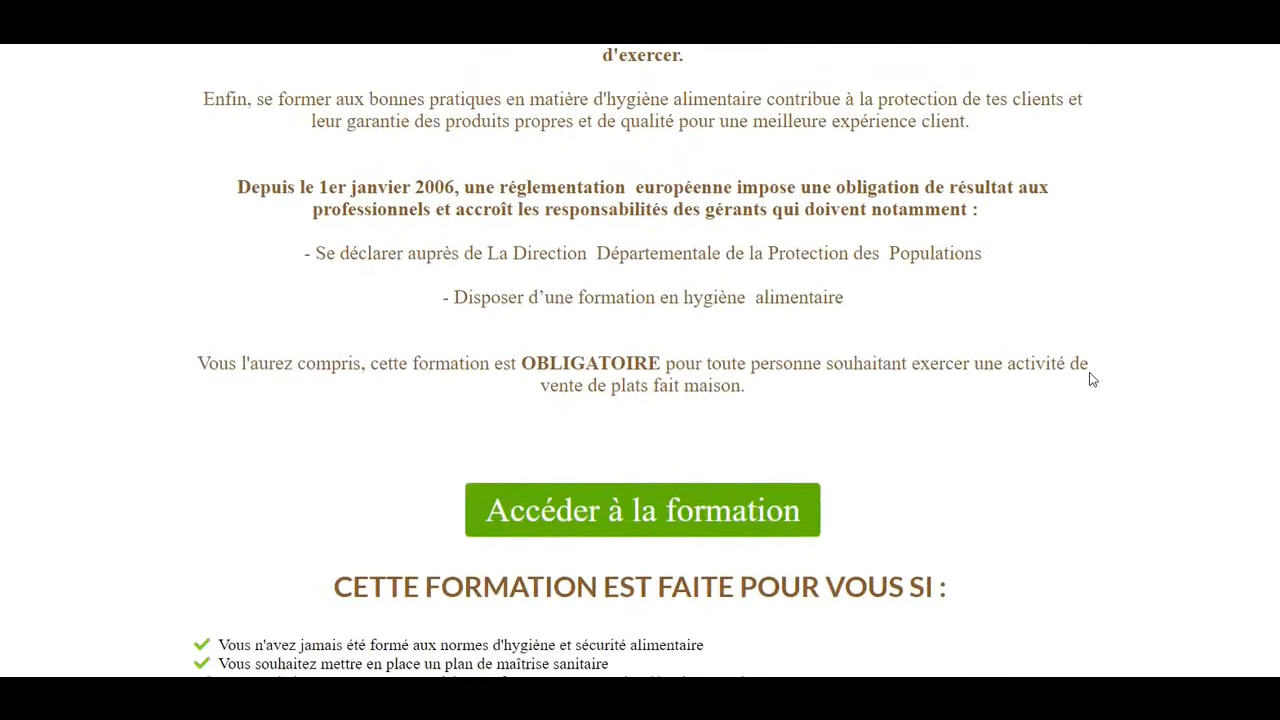 d'exercer.
Enfin, se former aux bonnes pratiques en matière d'hygiène alimentaire contribue à la protection de tes clients et
leur garantie des produits propres et de qualité pour une meilleure expérience client.
Depuis le 1er janvier 2006, une réglementation  européenne impose une obligation de résultat aux
professionnels et accroît les responsabilités des gérants qui doivent notamment :
- Se déclarer auprès de La Direction  Départementale de la Protection des  Populations
- Disposer d’une formation en hygiène  alimentaire
Vous l'aurez compris, cette formation est OBLIGATOIRE pour toute personne souhaitant exercer une activité de
vente de plats fait maison.
Accéder à la formation
CETTE FORMATION EST FAITE POUR VOUS SI :
Vous n'avez jamais été formé aux normes d'hygiène et sécurité alimentaire
Vous souhaitez mettre en place un plan de maîtrise sanitaire